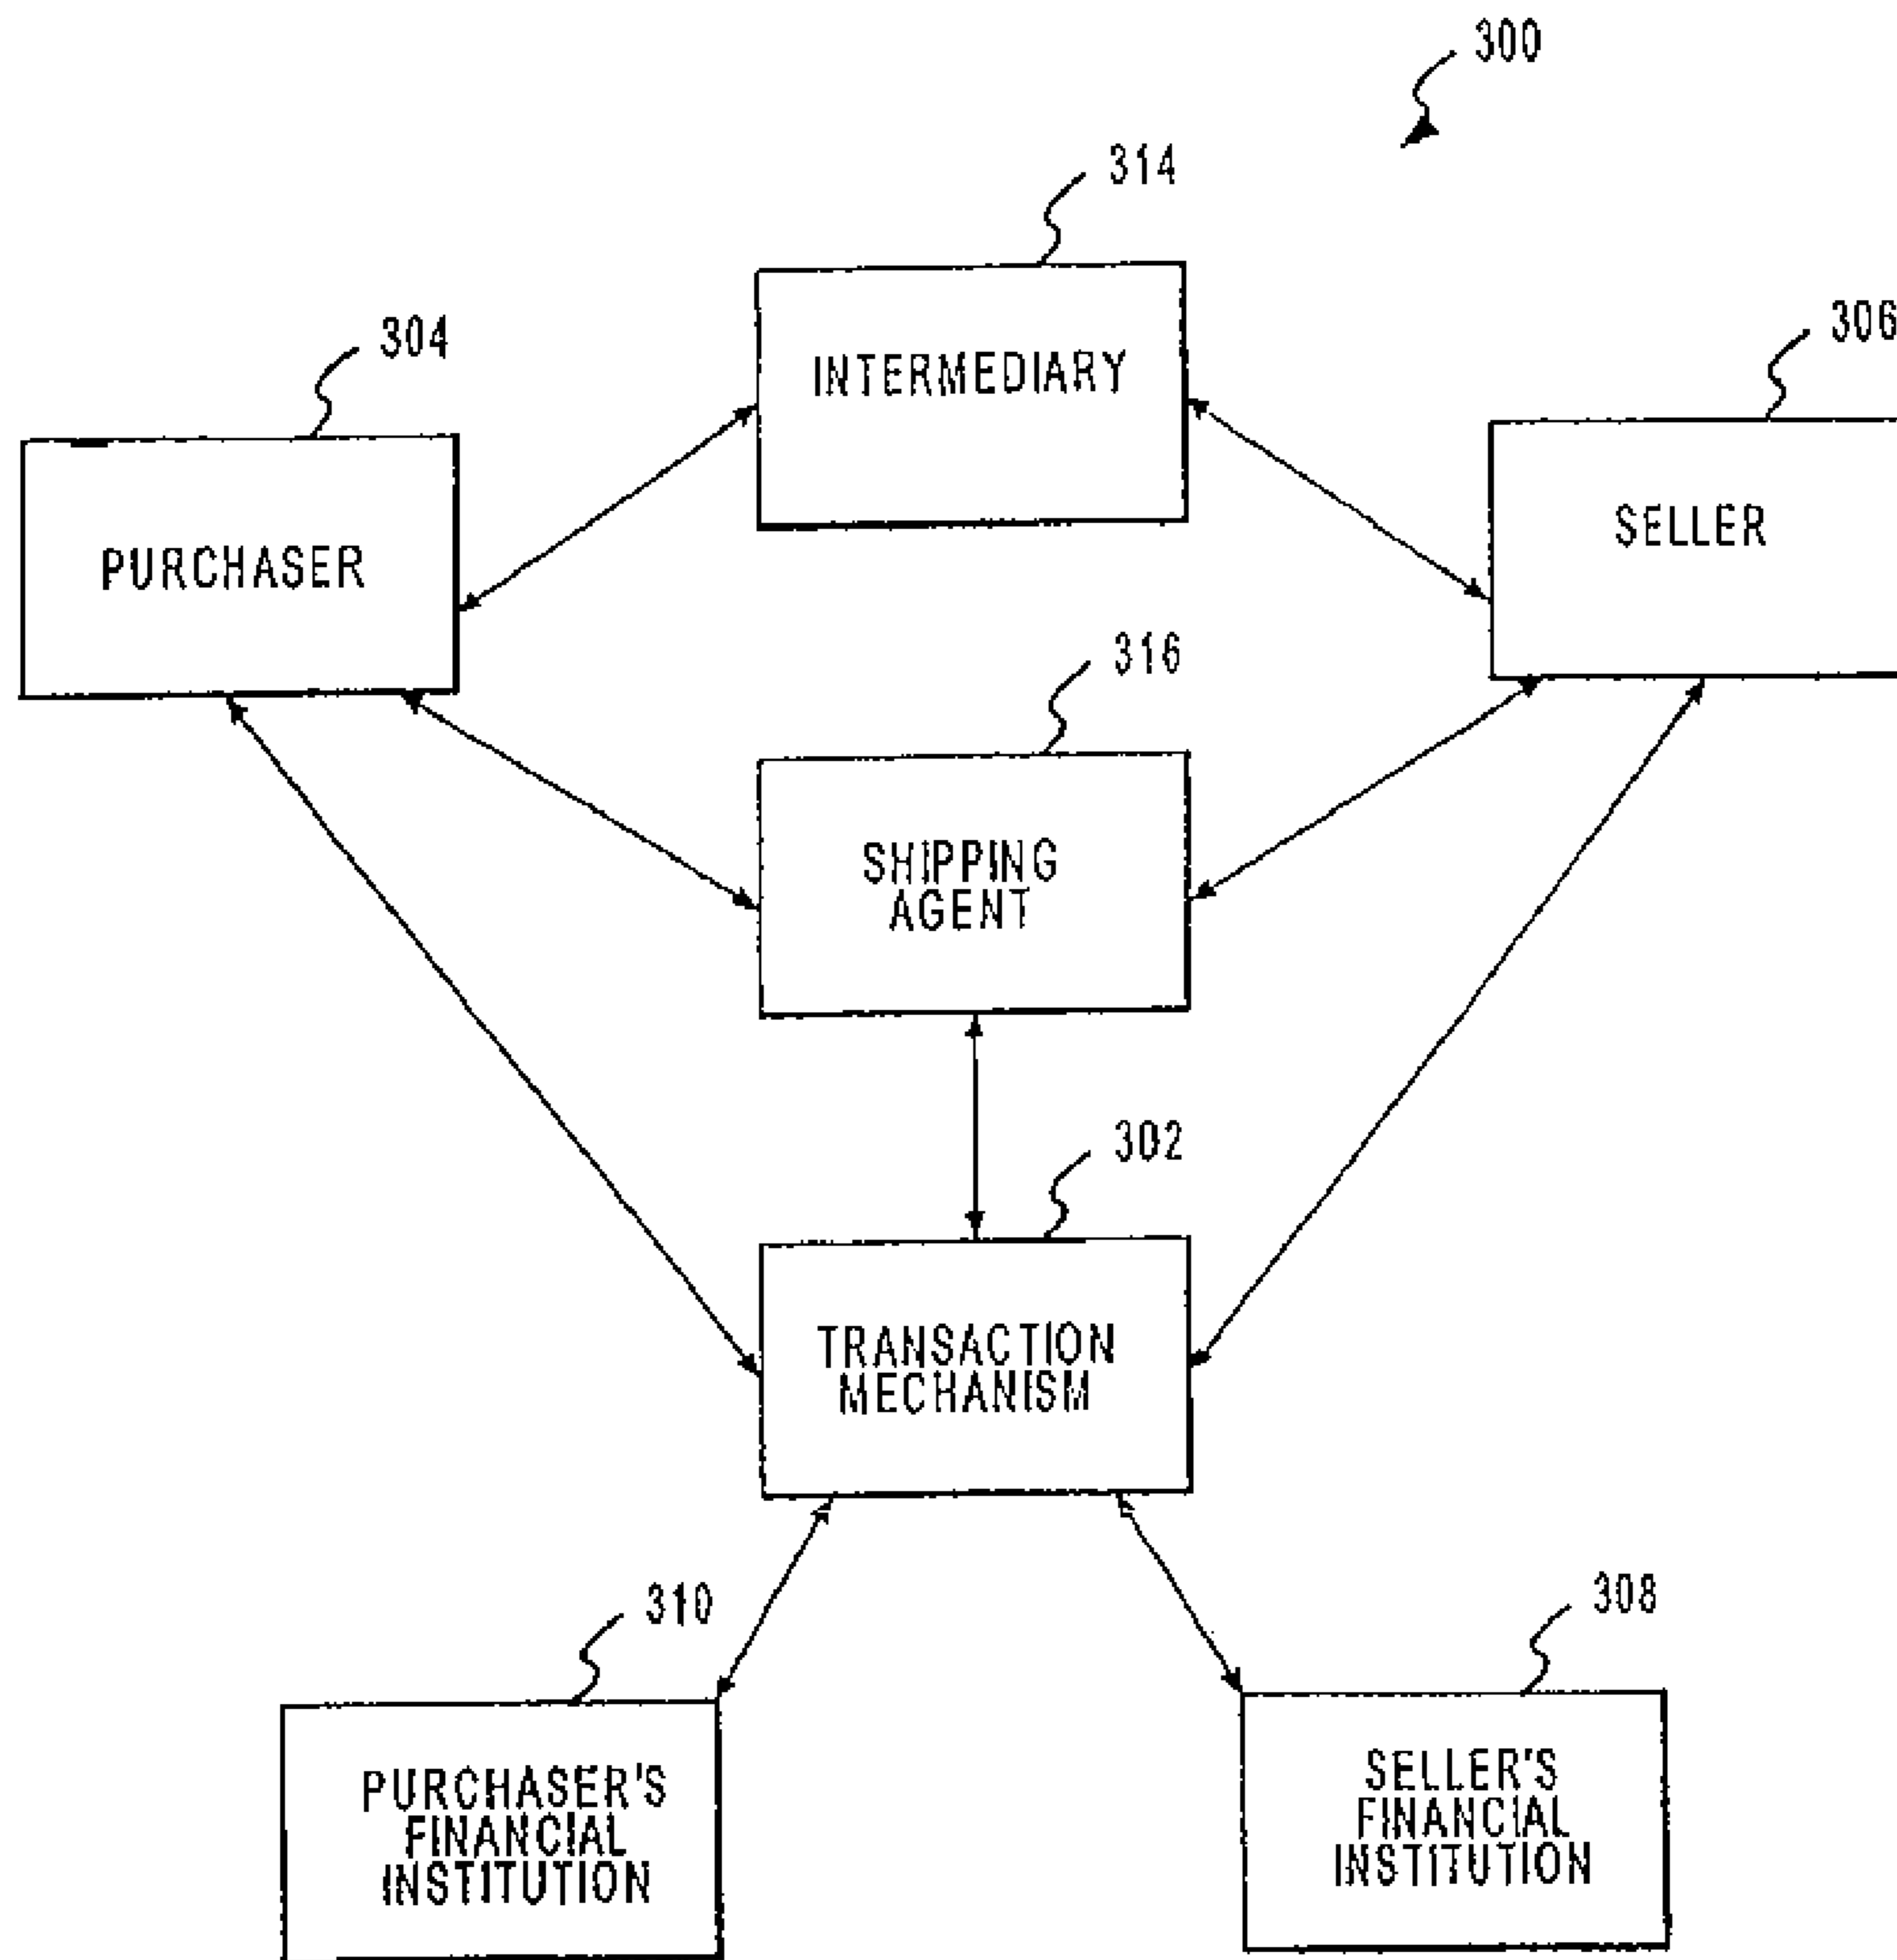 300
314
INTERMEDIARY
304
PURCHASER
306
SELLER
316
SHIPPING
AGENT
302
TRANSACTION
MECHANISM
310
PURCHASER'S
FINANCIAL
INSTITUTION
308
SELLER'S
FINANCIAL
INSTITUTION